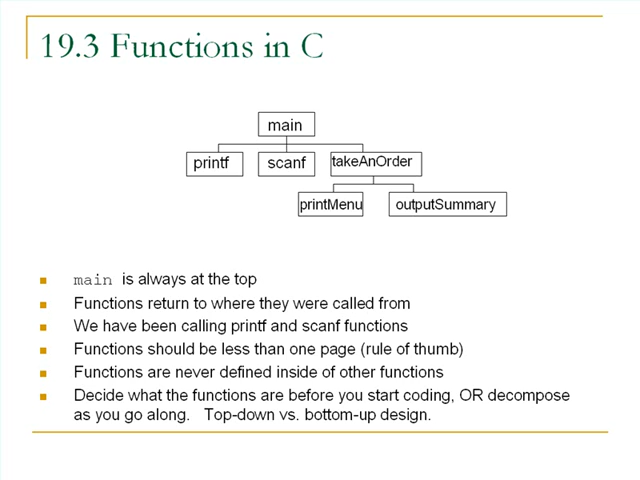 19.3 Functions in C
main
printf scanf takeAnOrder
printMenu outputSummary
main is always at the top
Functions return to where they were called from
We have been calling printf and scanf functions
Functions should be less than one page (rule of thumb)
Functions are never defined inside of other functions
Decide what the functions are before you start coding, OR decompose
as you go along. Top-down vs. bottom-up design.